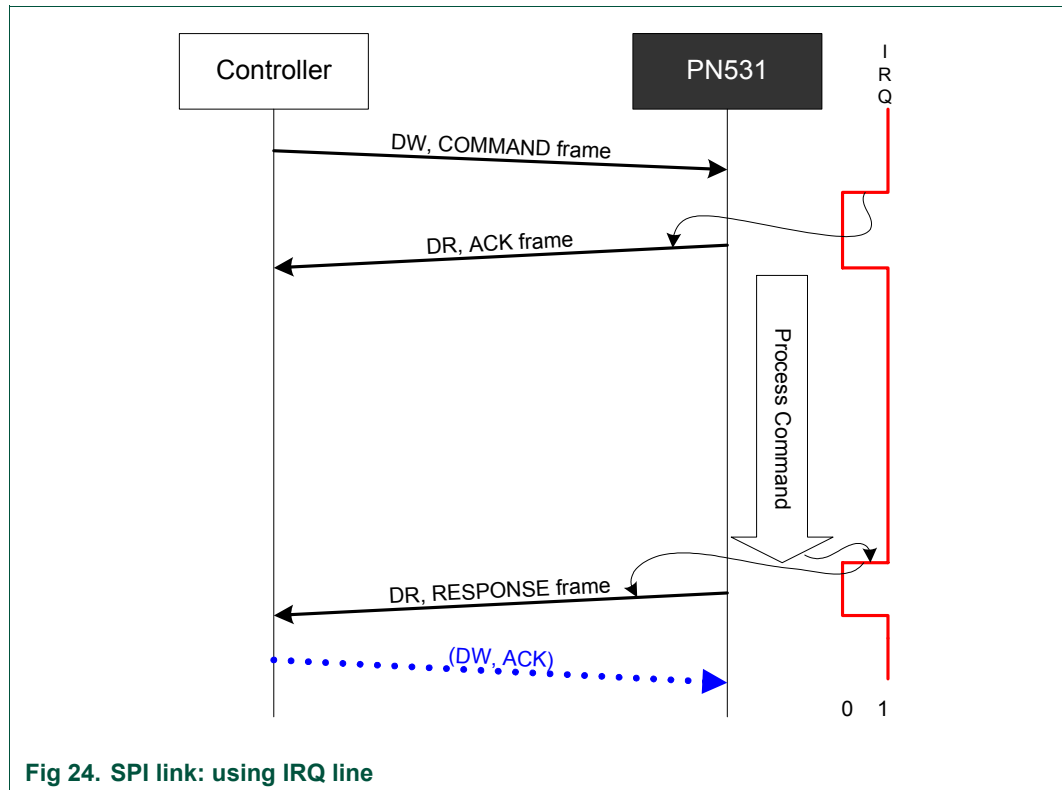 Controller
PN531
I
R
Q
DW, COMMAND frame
DR, ACK frame
Process Command
DR, RESPONSE frame
(DW, ACK)
0 1
Fig 24. SPI link: using IRQ line